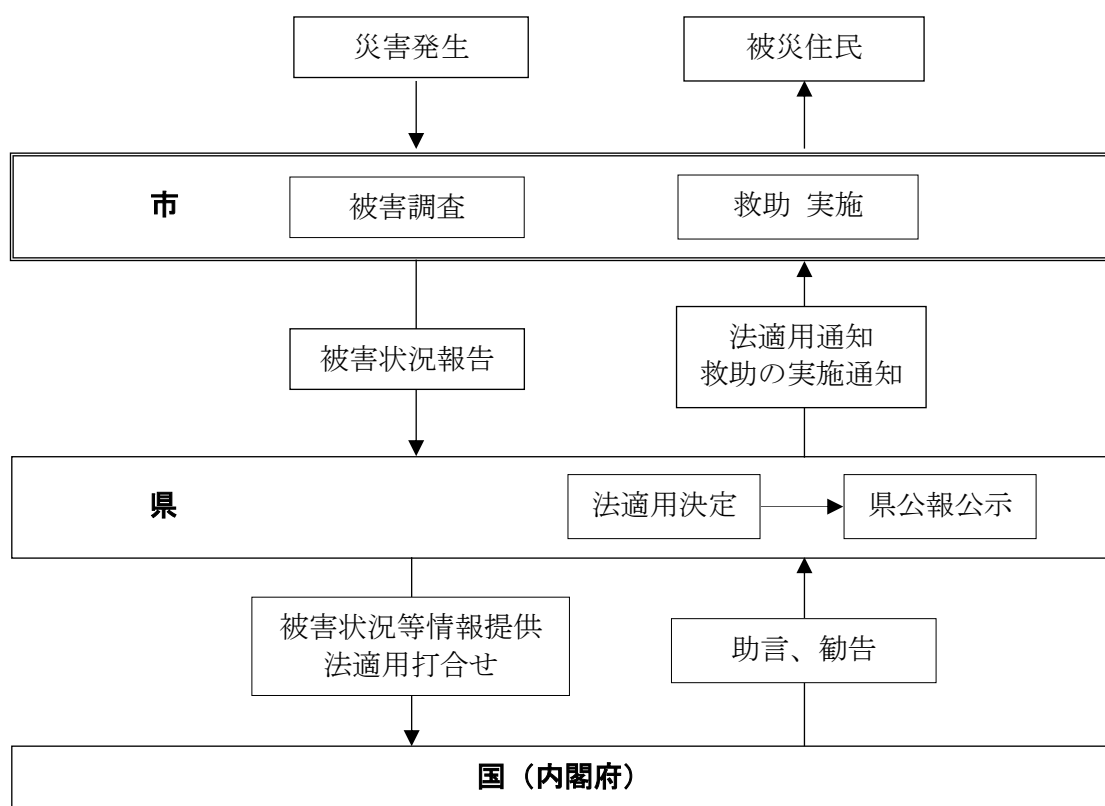 災害発生
被災住民
市
被害調査
救助 実施
被害状況報告
法適用通知
救助の実施通知
県
法適用決定
県公報公示
被害状況等情報提供
法適用打合せ
助言、勧告
国（内閣府）